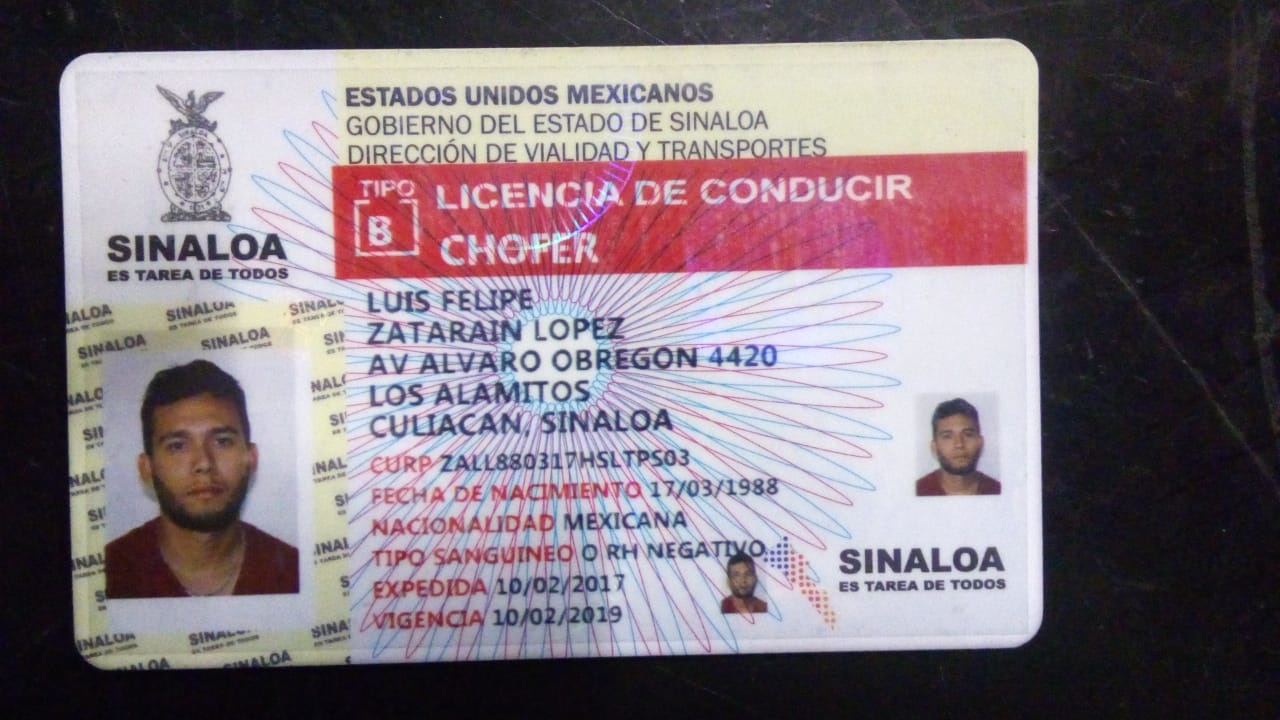 ESTADOS UNIDOS MEXICANOS
GOBIERNO DEL ESTADO DE SINALOA
DIRECCIÓN DE VIALIDAD Y TRANSPORTES
TIPO
B
LICENCIA DE CONDUCIR
CHOFER
SINALOA
ES TAREA DE TODOS
LUIS FELIPE
ZATARAIN LOPEZ
AV ALVARO OBREGON 4420
LOS ALAMITOS
CULIACAN, SINALOA
CURP ZALL880317HSLTPS03
FECHA DE NACIMIENTO 17/03/1988
NACIONALIDAD MEXICANA
TIPO SANGUINEO O RH NEGATIVO
EXPEDIDA 10/02/2017
VIGENCIA 10/02/2019
SINALOA
ES TAREA DE TODOS